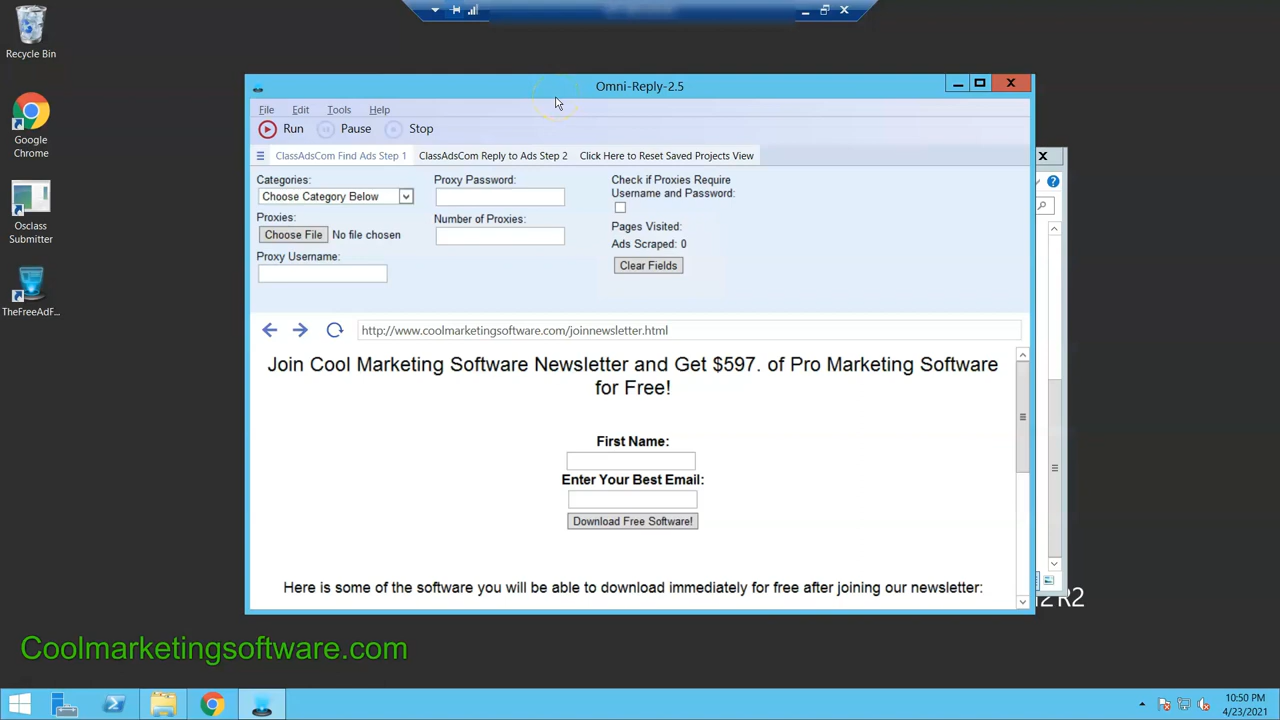 Recycle Bin
Google
Chrome
Osclass
Submitter
TheFreeAdF...
Omni-Reply-2.5
File Edit Tools Help
Run Pause Stop
ClassAdsCom Find Ads Step 1 ClassAdsCom Reply to Ads Step 2 Click Here to Reset Saved Projects View
Categories:
Choose Category Below
Proxies:
Choose File No file chosen
Proxy Username:
Proxy Password:
Number of Proxies:
Check if Proxies Require
Username and Password:
Pages Visited:
Ads Scraped: 0
Clear Fields
http://www.coolmarketingsoftware.com/joinnewsletter.html
Join Cool Marketing Software Newsletter and Get $597. of Pro Marketing Software
for Free!
First Name:
Enter Your Best Email:
Download Free Software!
Here is some of the software you will be able to download immediately for free after joining our newsletter:
R2
Coolmarketingsoftware.com
10:50 PM
4/23/2021